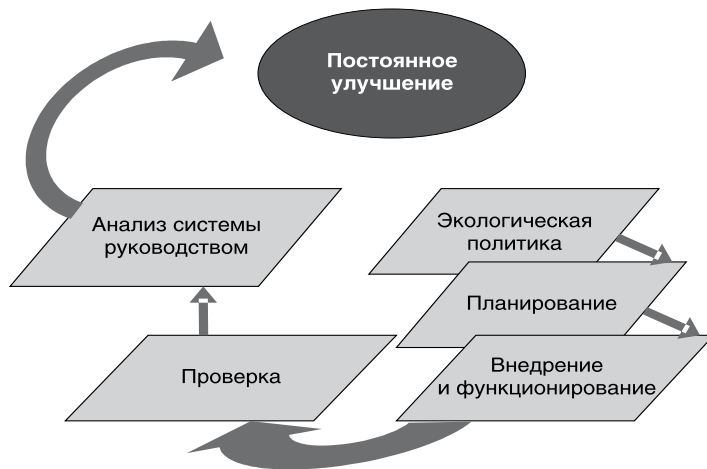 Постоянное
улучшение
Анализ системы
руководством
Экологическая
политика
Планирование
Проверка
Внедрение
и функционирование